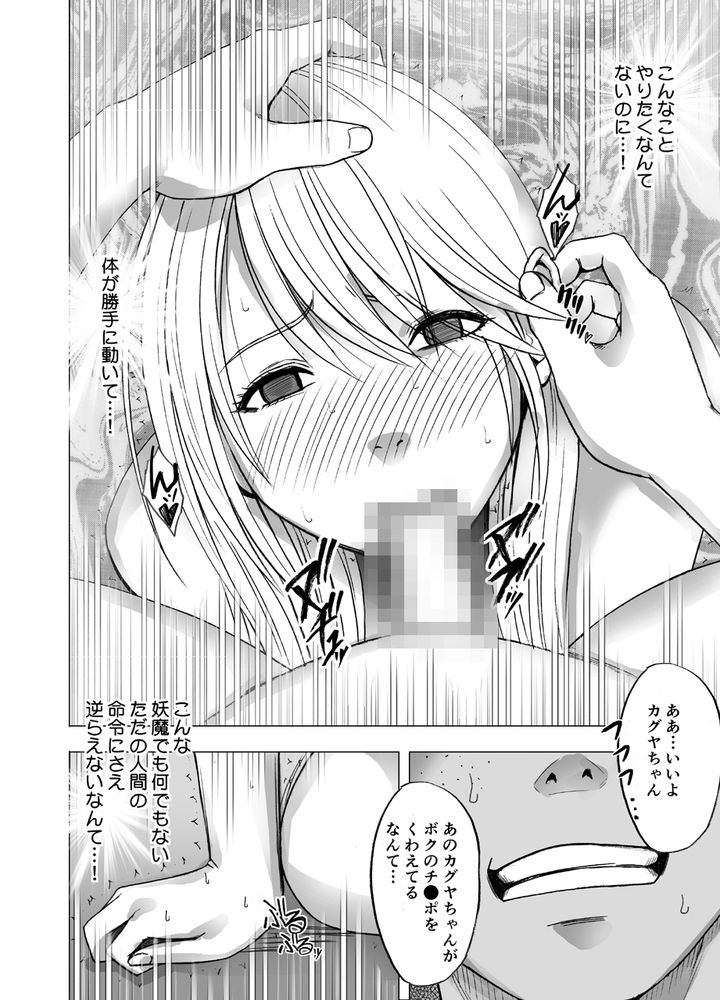 こんなこと
やりたくなんて
ないのに…！
ん
体が勝手に動いて…！
ん
ああ…いいよ
カグヤちゃん
あのカグヤちゃんが
ボクのチ●ポを
くわえてる
なんて…
こんな
妖魔でも何でもない
ただの人間の
命令にさえ
逆らえないなんて…！
ぷる
ぷる